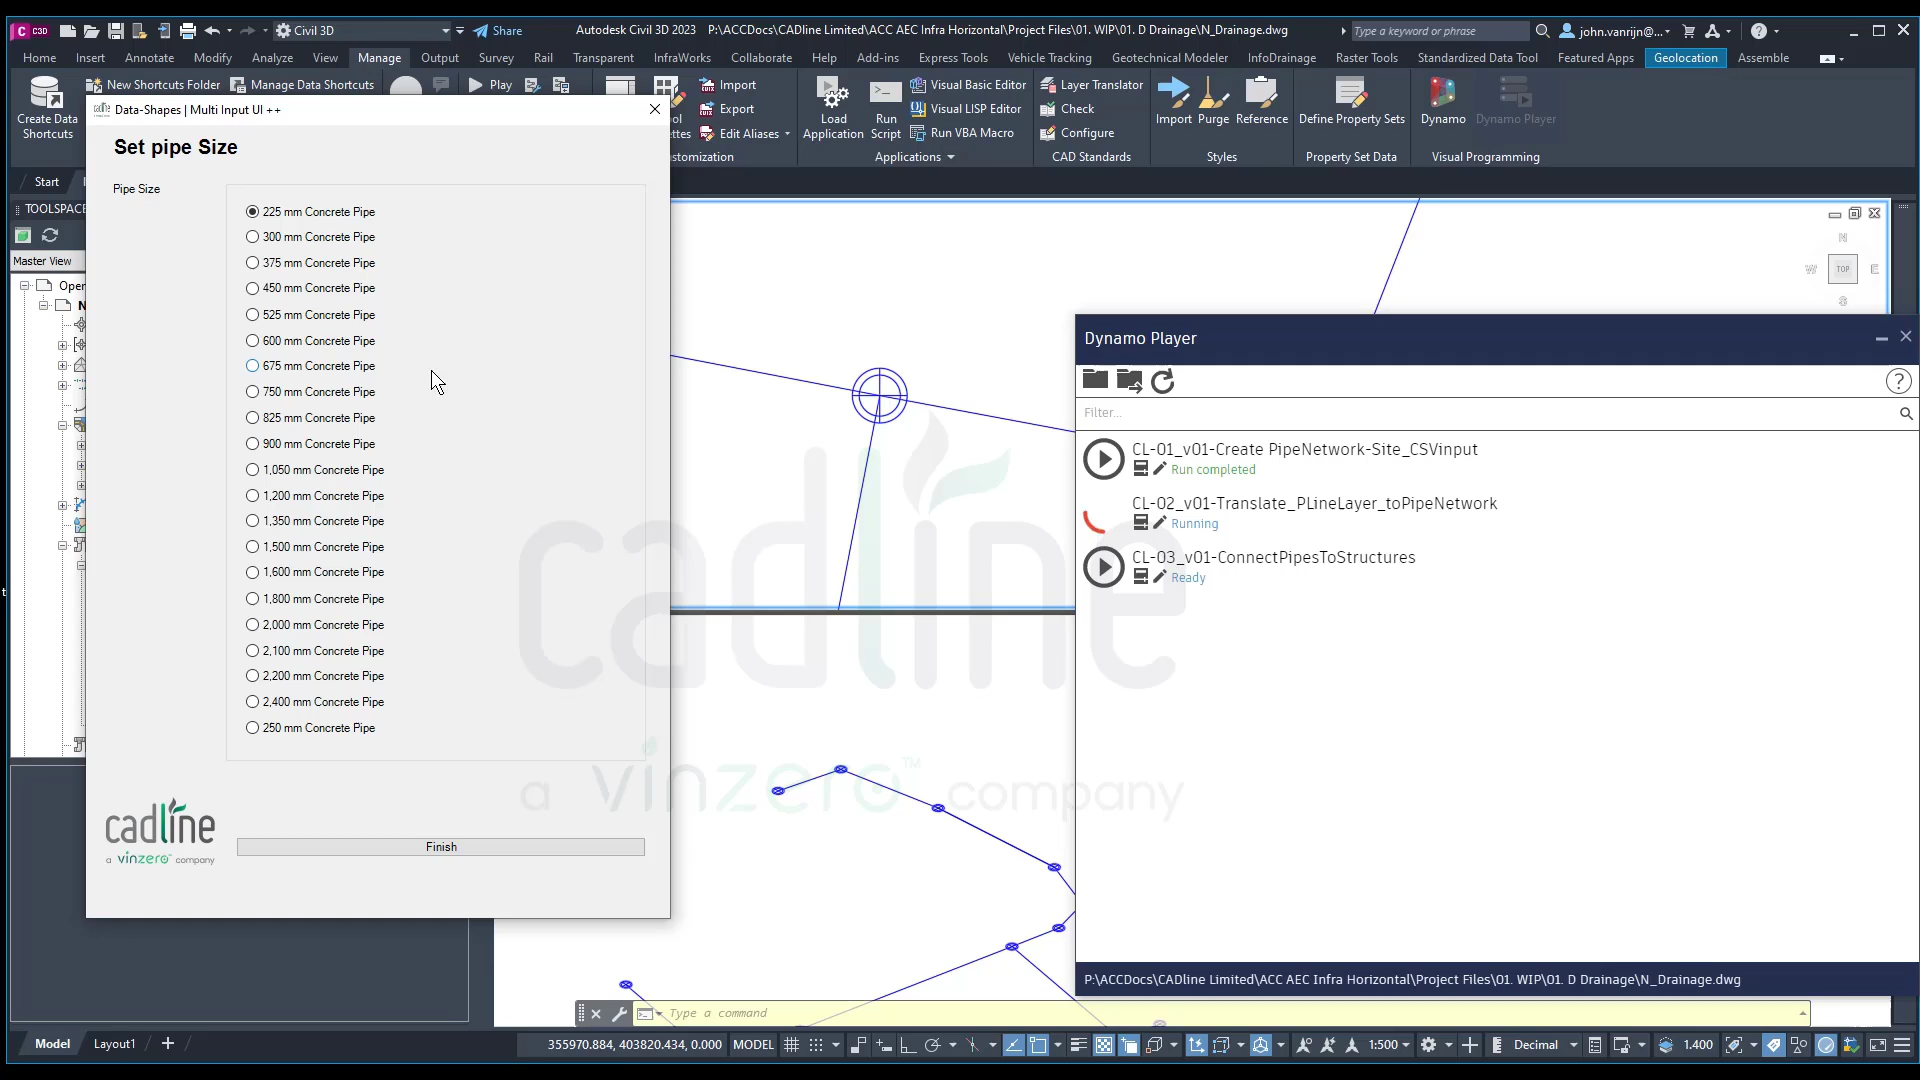 C C3D Civil 3D Share Autodesk Civil 3D 2023 P:\ACCDocs\CADline Limited\ACC AEC Infra Horizontal\Project Files\01. WIP\01. D Drainage\N_Drainage.dwg Type a keyword or phrase john.vanrijn@...
Home Insert Annotate Modify Analyze View Manage Output Survey Rail Transparent InfraWorks Collaborate Help Add-ins Express Tools Vehicle Tracking Geotechnical Modeler InfoDrainage Raster Tools Standardized Data Tool Featured Apps Geolocation Assemble
New Shortcuts Folder Manage Data Shortcuts Play Import Visual Basic Editor Layer Translator
Export Visual LISP Editor Check
Create Data Shortcuts Edit Aliases Load Application Run Script Run VBA Macro Configure Import Purge Reference Define Property Sets Dynamo Dynamo Player
Applications CAD Standards Styles Property Set Data Visual Programming
Data-Shapes | Multi Input UI ++
Set pipe Size
Pipe Size
225 mm Concrete Pipe
300 mm Concrete Pipe
375 mm Concrete Pipe
450 mm Concrete Pipe
525 mm Concrete Pipe
600 mm Concrete Pipe
675 mm Concrete Pipe
750 mm Concrete Pipe
825 mm Concrete Pipe
900 mm Concrete Pipe
1,050 mm Concrete Pipe
1,200 mm Concrete Pipe
1,350 mm Concrete Pipe
1,500 mm Concrete Pipe
1,600 mm Concrete Pipe
1,800 mm Concrete Pipe
2,000 mm Concrete Pipe
2,100 mm Concrete Pipe
2,200 mm Concrete Pipe
2,400 mm Concrete Pipe
250 mm Concrete Pipe
cadline
a vinzero™ company
Finish
Start
TOOLSPACE
Master View
N
W TOP E
S
Dynamo Player
Filter...
CL-01_v01-Create PipeNetwork-Site_CSVinput
Run completed
CL-02_v01-Translate_PLineLayer_toPipeNetwork
Running
CL-03_v01-ConnectPipesToStructures
Ready
cadline
a vinzero™ company
P:\ACCDocs\CADline Limited\ACC AEC Infra Horizontal\Project Files\01. WIP\01. D Drainage\N_Drainage.dwg
Type a command
Model Layout1 355970.884, 403820.434, 0.000 MODEL 1:500 Decimal 1.400